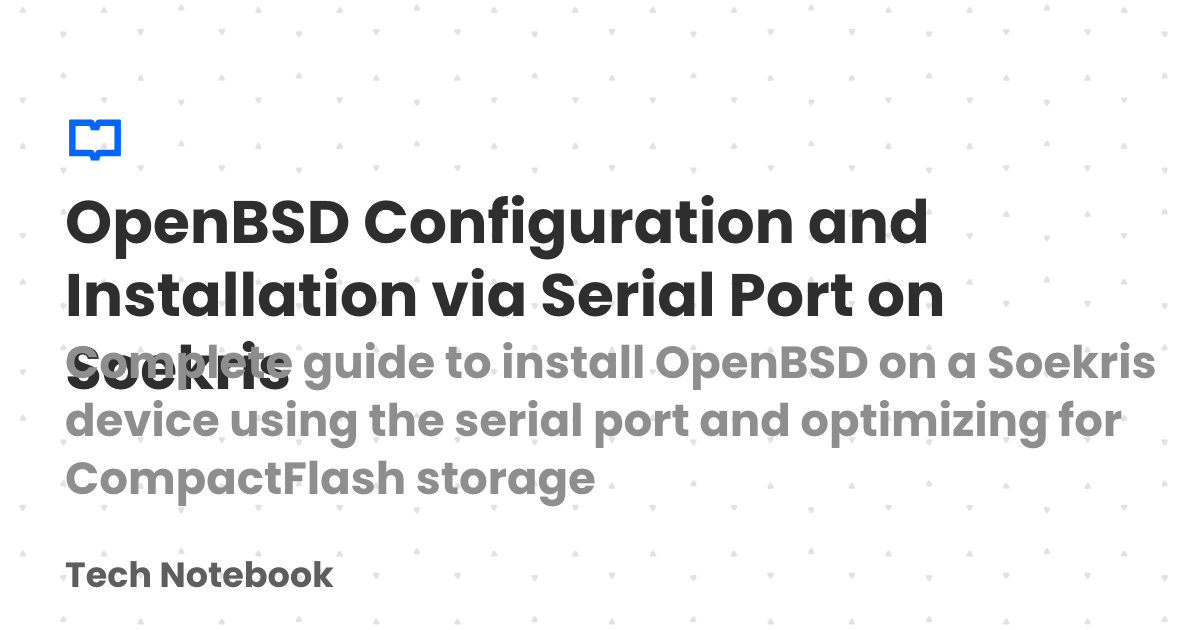 OpenBSD Configuration and
Installation via Serial Port on
Soekris
Complete guide to install OpenBSD on a Soekris
device using the serial port and optimizing for
CompactFlash storage
Tech Notebook